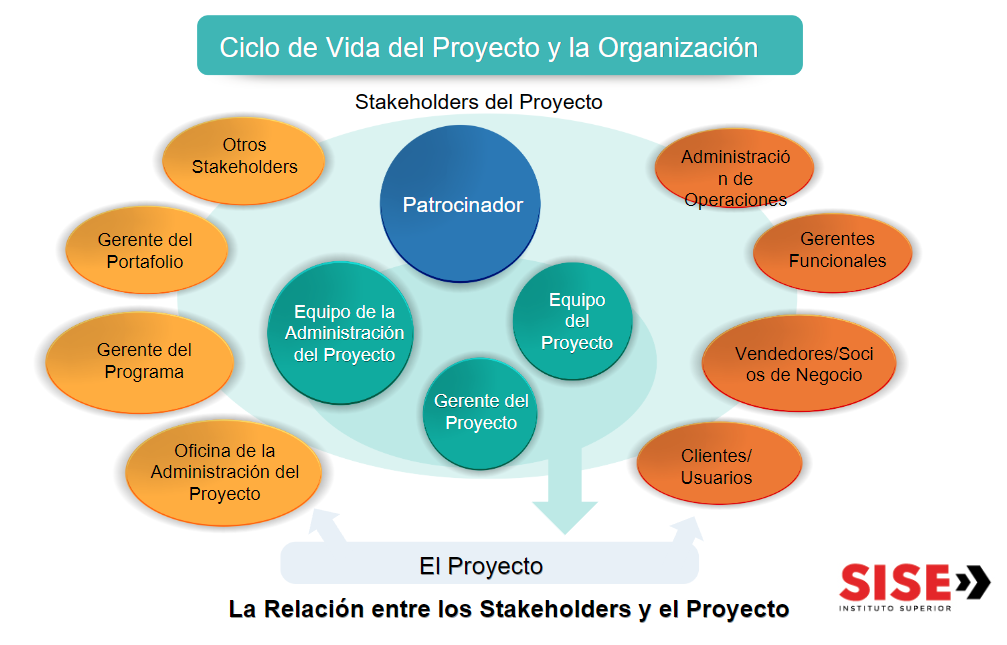 Ciclo de Vida del Proyecto y la Organización
Stakeholders del Proyecto
Otros
Stakeholders
Gerente del
Portafolio
Gerente del
Programa
Oficina de la
Administración del
Proyecto
Patrocinador
Equipo de la
Administración
del Proyecto
Equipo
del
Proyecto
Gerente del
Proyecto
Administració
n de
Operaciones
Gerentes
Funcionales
Vendedores/Soci
os de Negocio
Clientes/
Usuarios
El Proyecto
La Relación entre los Stakeholders y el Proyecto
SISE
INSTITUTO SUPERIOR